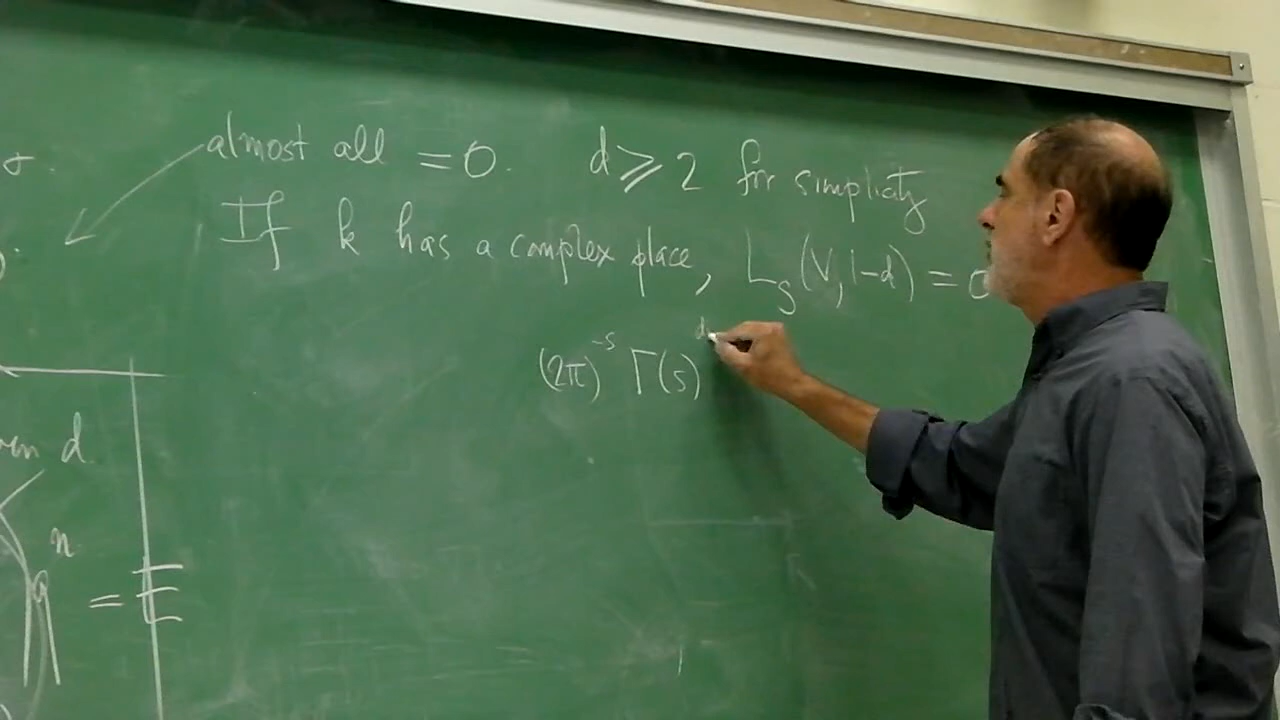 σ.
almost all = 0. d ⩾ 2 for simplicity
If k has a complex place, L_S(V, 1-d) = 0
(2π)^{-s} Γ(s)^d
d
n
=